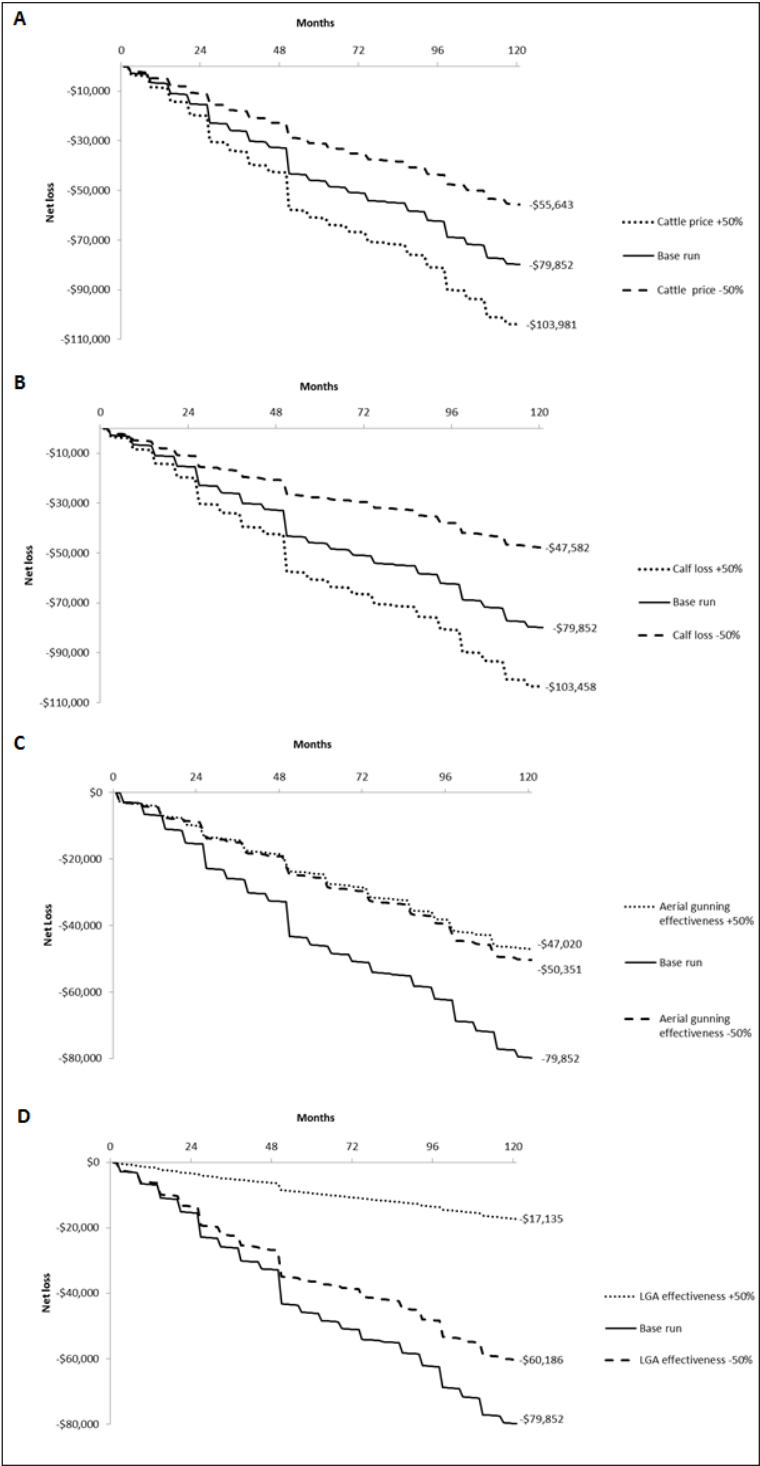 A
Months
0 24 48 72 96 120
-$10,000
-$30,000
-$50,000
-$70,000
-$90,000
-$110,000
Net loss
-$55,643
-$79,852
-$103,981
Cattle price +50%
Base run
Cattle price -50%
B
Months
0 24 48 72 96 120
-$10,000
-$30,000
-$50,000
-$70,000
-$90,000
-$110,000
Net loss
-$47,582
-$79,852
-$103,458
Calf loss +50%
Base run
Calf loss -50%
C
Months
0 24 48 72 96 120
$0
-$20,000
-$40,000
-$60,000
-$80,000
Net Loss
-$47,020
-$50,351
-79,852
Aerial gunning
effectiveness +50%
Base run
Aerial gunning
effectiveness -50%
D
Months
0 24 48 72 96 120
$0
-$20,000
-$40,000
-$60,000
-$80,000
Net loss
-$17,135
-$60,186
-$79,852
LGA effectiveness +50%
Base run
LGA effectiveness -50%